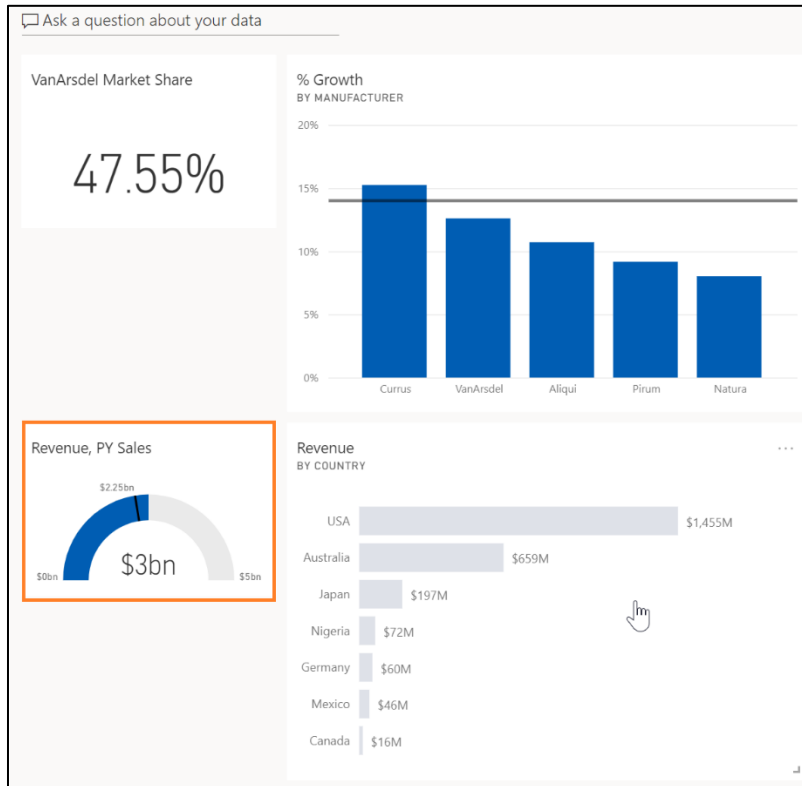 Ask a question about your data
VanArsdel Market Share
47.55%
% Growth
BY MANUFACTURER
20%
15%
10%
5%
0%
Currus VanArsdel Aliqui Pirum Natura
Revenue, PY Sales
$2.25bn
$0bn $3bn $5bn
Revenue
BY COUNTRY
USA $1,455M
Australia $659M
Japan $197M
Nigeria $72M
Germany $60M
Mexico $46M
Canada $16M